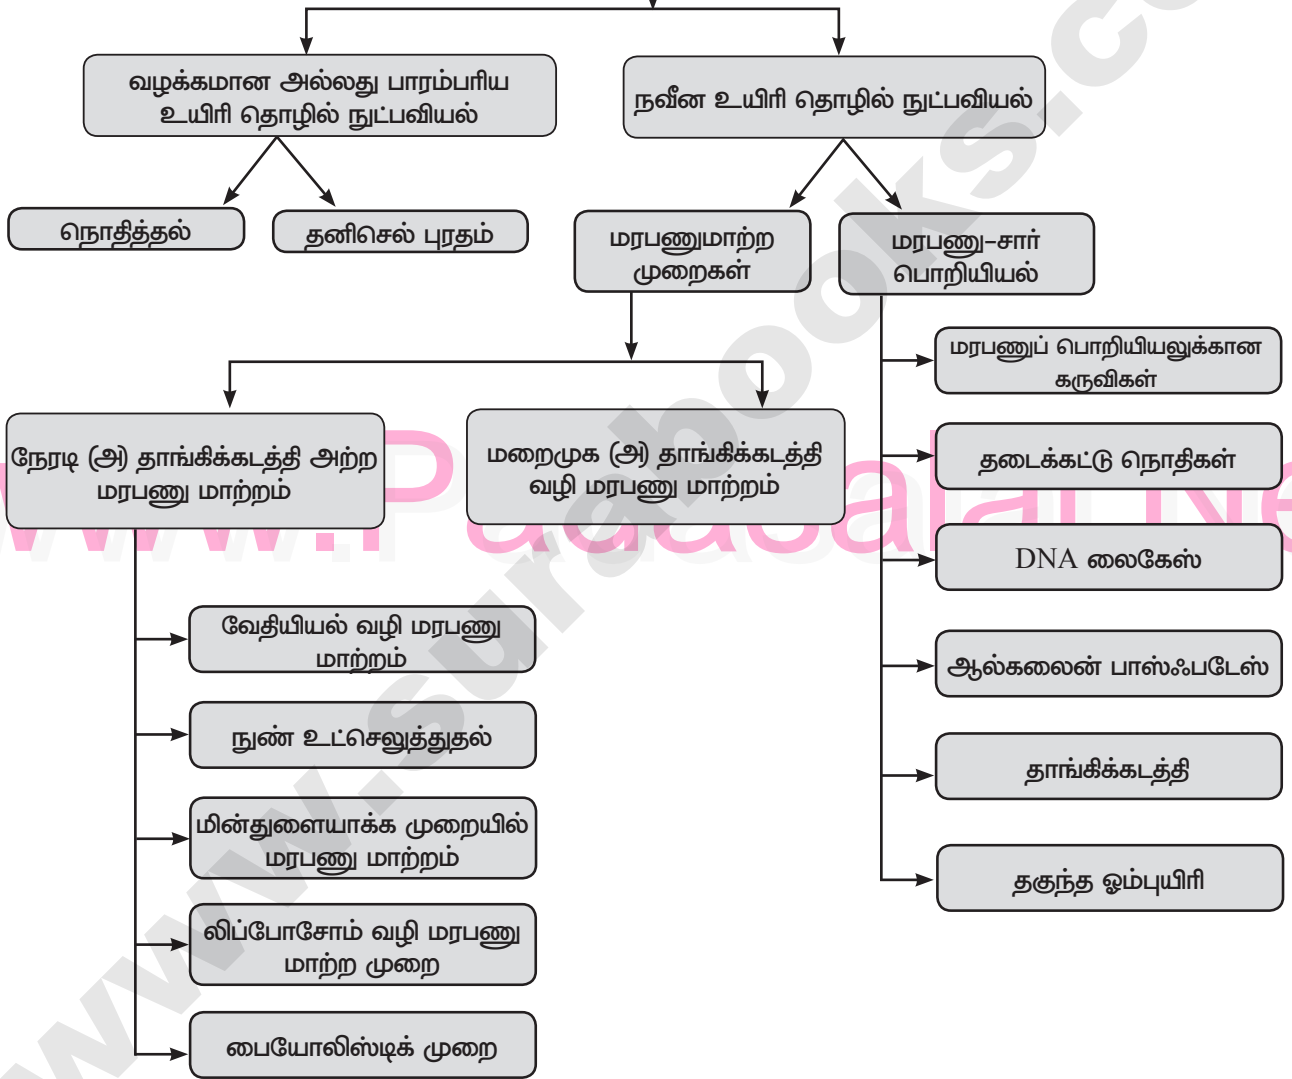 வழக்கமான அல்லது பாரம்பரிய
உயிரி தொழில் நுட்பவியல்
நவீன உயிரி தொழில் நுட்பவியல்
நொதித்தல்
தனிசெல் புரதம்
மரபணுமாற்ற
முறைகள்
மரபணு-சார்
பொறியியல்
மரபணுப் பொறியியலுக்கான
கருவிகள்
நேரடி (அ) தாங்கிக்கடத்தி அற்ற
மரபணு மாற்றம்
மறைமுக (அ) தாங்கிக்கடத்தி
வழி மரபணு மாற்றம்
தடைக்கட்டு நொதிகள்
DNA லைகேஸ்
வேதியியல் வழி மரபணு
மாற்றம்
ஆல்கலைன் பாஸ்ஃபடேஸ்
நுண் உட்செலுத்துதல்
தாங்கிக்கடத்தி
மின்துளையாக்க முறையில்
மரபணு மாற்றம்
தகுந்த ஓம்புயிரி
லிப்போசோம் வழி மரபணு
மாற்ற முறை
பையோலிஸ்டிக் முறை
www.Padasalai.Ne
www.surabooks.co